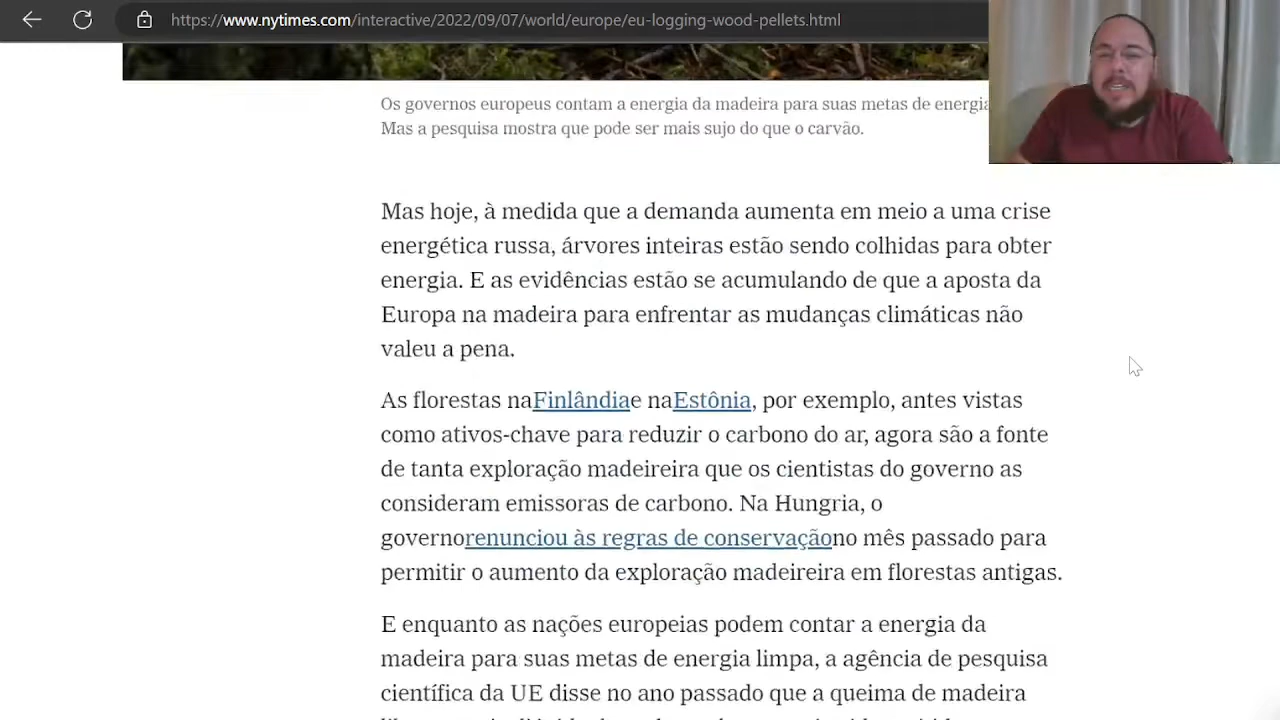 https://www.nytimes.com/interactive/2022/09/07/world/europe/eu-logging-wood-pellets.html
Os governos europeus contam a energia da madeira para suas metas de energia
Mas a pesquisa mostra que pode ser mais sujo do que o carvão.
Mas hoje, à medida que a demanda aumenta em meio a uma crise
energética russa, árvores inteiras estão sendo colhidas para obter
energia. E as evidências estão se acumulando de que a aposta da
Europa na madeira para enfrentar as mudanças climáticas não
valeu a pena.
As florestas naFinlândiae naEstônia, por exemplo, antes vistas
como ativos-chave para reduzir o carbono do ar, agora são a fonte
de tanta exploração madeireira que os cientistas do governo as
consideram emissoras de carbono. Na Hungria, o
governorenunciou às regras de conservaçãono mês passado para
permitir o aumento da exploração madeireira em florestas antigas.
E enquanto as nações europeias podem contar a energia da
madeira para suas metas de energia limpa, a agência de pesquisa
científica da UE disse no ano passado que a queima de madeira